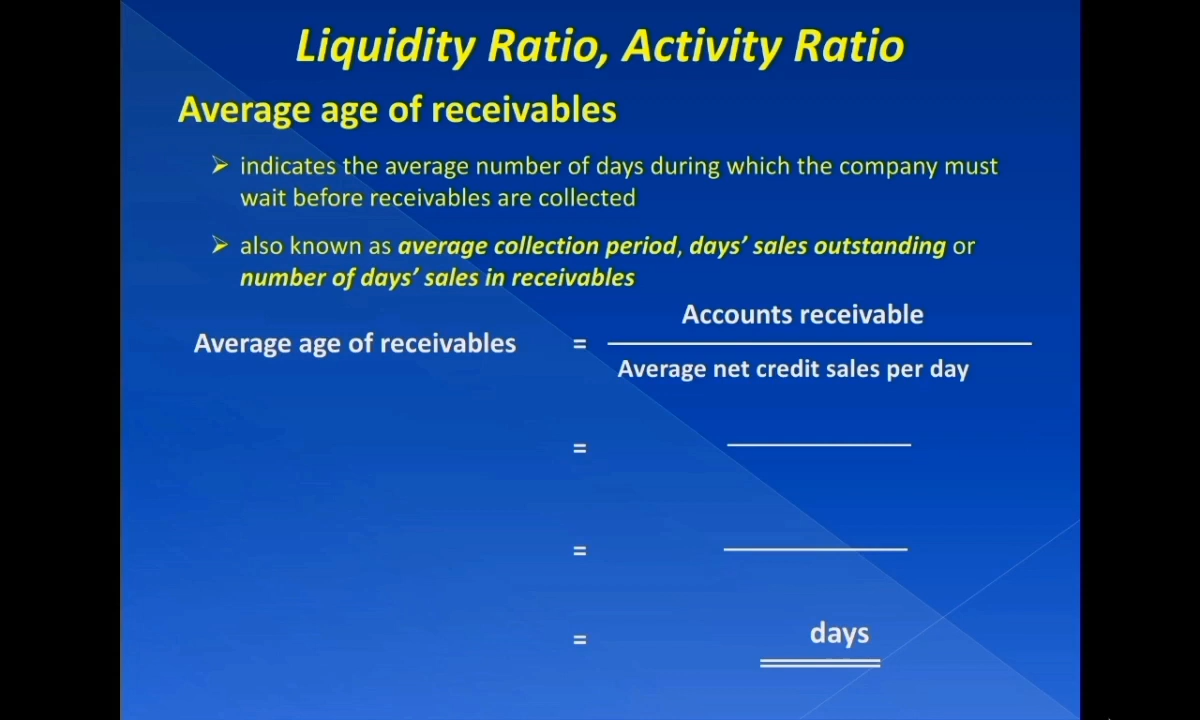 Liquidity Ratio, Activity Ratio
Average age of receivables
➢ indicates the average number of days during which the company must
wait before receivables are collected
➢ also known as average collection period, days’ sales outstanding or
number of days’ sales in receivables
Accounts receivable
Average age of receivables =
Average net credit sales per day
=
=
= days